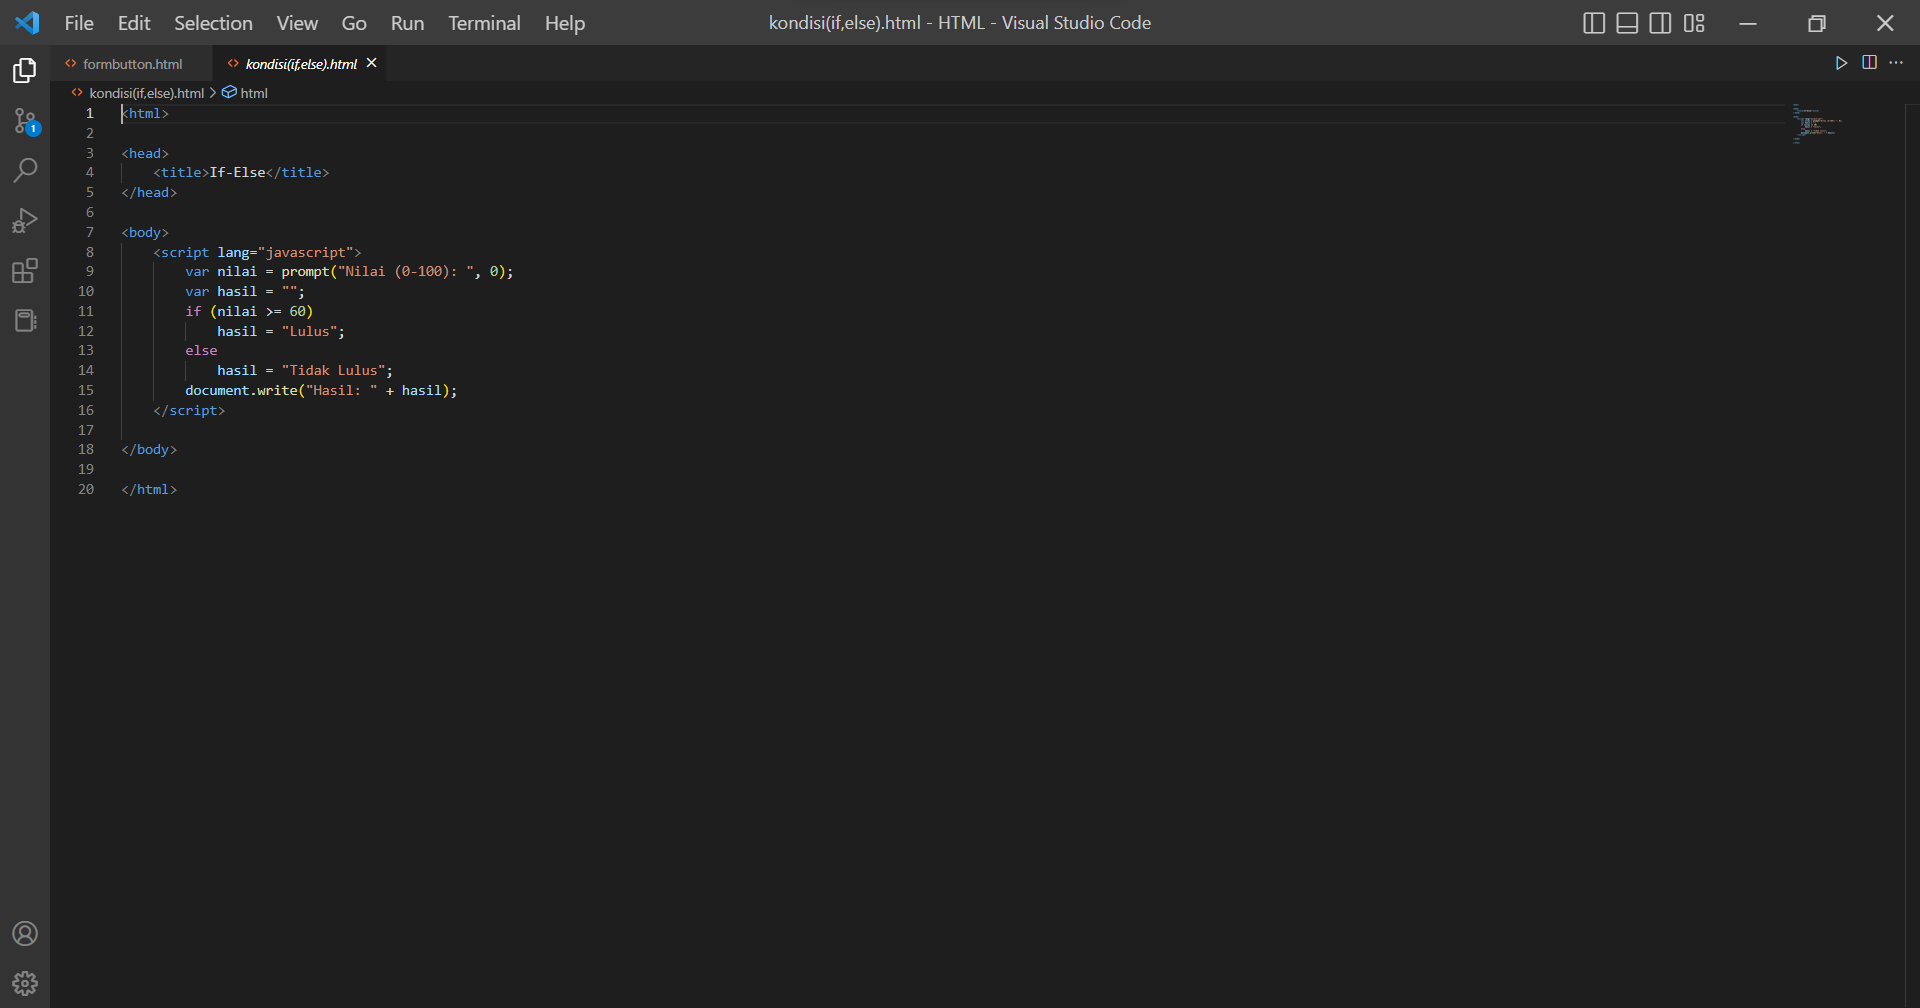 File Edit Selection View Go Run Terminal Help kondisi(if,else).html - HTML - Visual Studio Code
formbutton.html kondisi(if,else).html
kondisi(if,else).html > html
1 <html>
2
3 <head>
4 <title>If-Else</title>
5 </head>
6
7 <body>
8 <script lang="javascript">
9 var nilai = prompt("Nilai (0-100): ", 0);
10 var hasil = "";
11 if (nilai >= 60)
12 hasil = "Lulus";
13 else
14 hasil = "Tidak Lulus";
15 document.write("Hasil: " + hasil);
16 </script>
17
18 </body>
19
20 </html>
1